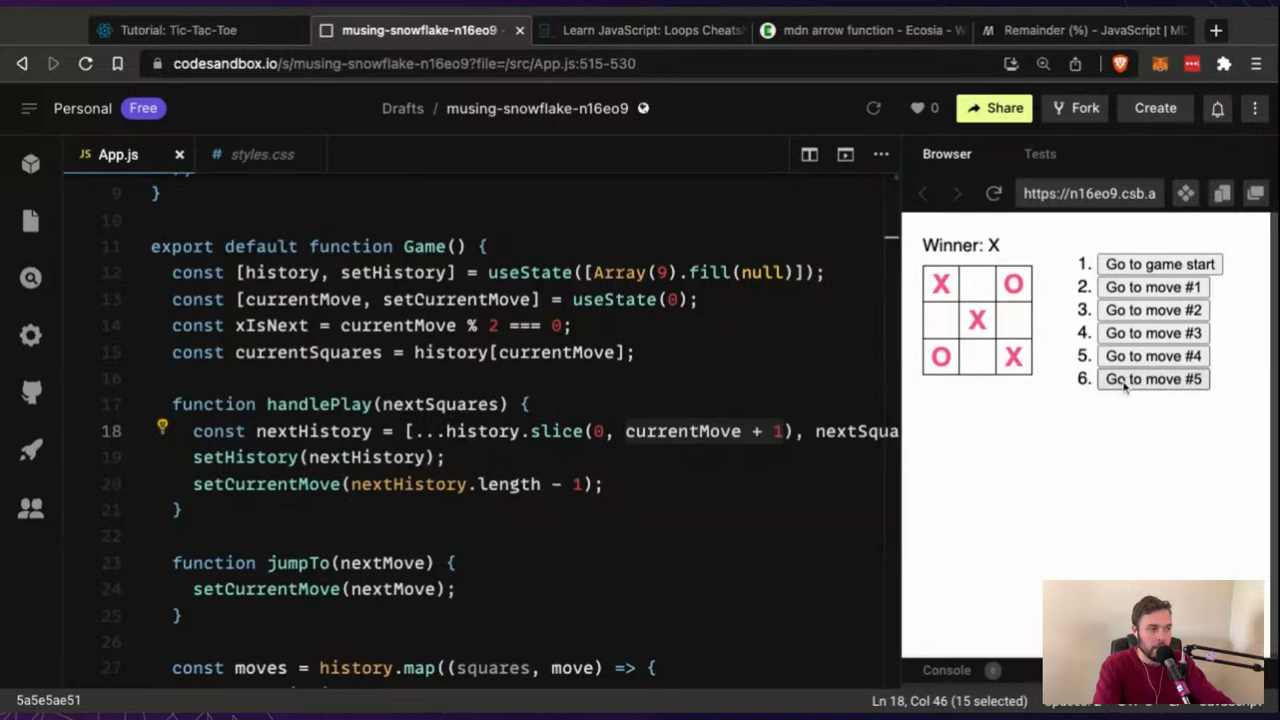 Tutorial: Tic-Tac-Toe
musing-snowflake-n16eo9
Learn JavaScript: Loops Cheats
mdn arrow function - Ecosia - W
Remainder (%) - JavaScript | M
codesandbox.io/s/musing-snowflake-n16eo9?file=/src/App.js:515-530
Personal Free
Drafts / musing-snowflake-n16eo9
0
Share
Fork
Create
JS App.js
# styles.css
Browser
Tests
https://n16eo9.csb.a
9 }
10
11 export default function Game() {
12 const [history, setHistory] = useState([Array(9).fill(null)]);
13 const [currentMove, setCurrentMove] = useState(0);
14 const xIsNext = currentMove % 2 === 0;
15 const currentSquares = history[currentMove];
16
17 function handlePlay(nextSquares) {
18 const nextHistory = [...history.slice(0, currentMove + 1), nextSqua
19 setHistory(nextHistory);
20 setCurrentMove(nextHistory.length - 1);
21 }
22
23 function jumpTo(nextMove) {
24 setCurrentMove(nextMove);
25 }
26
27 const moves = history.map((squares, move) => {
Winner: X
X O
X
O X
1. Go to game start
2. Go to move #1
3. Go to move #2
4. Go to move #3
5. Go to move #4
6. Go to move #5
Console
5a5e5ae51
Ln 18, Col 46 (15 selected)